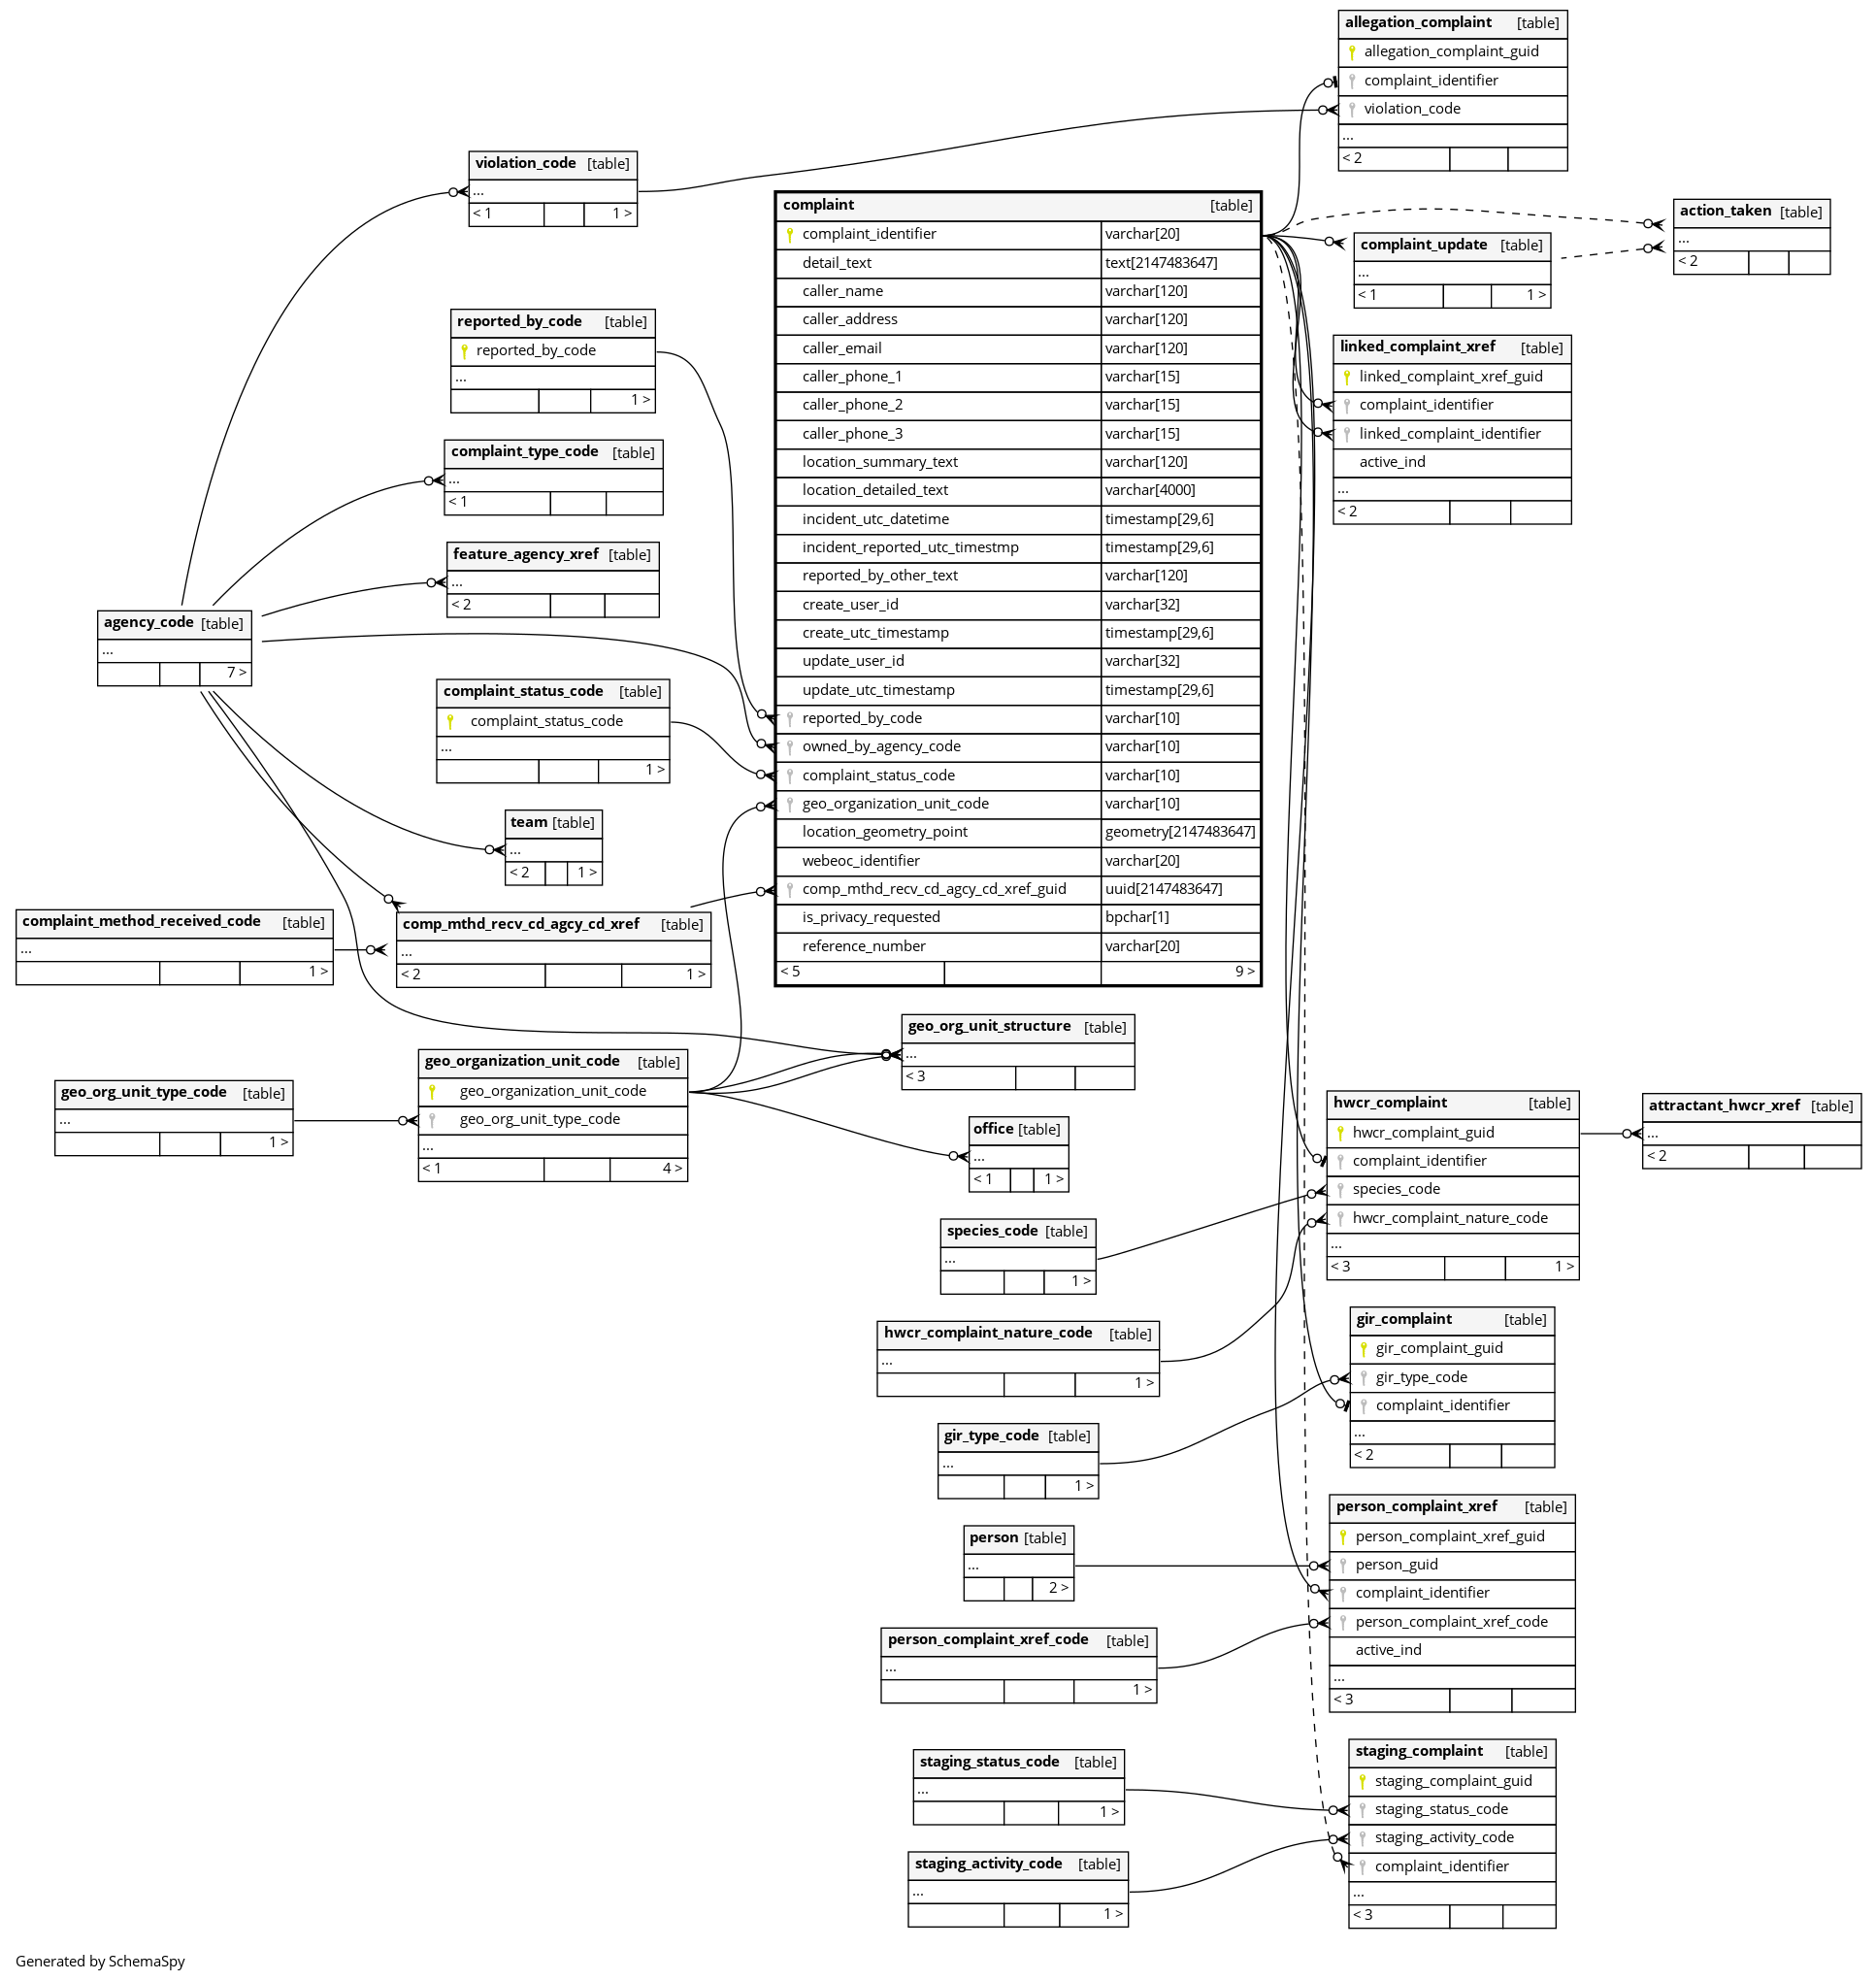 allegation_complaint [table]
allegation_complaint_guid
complaint_identifier
violation_code
...
< 2
violation_code [table]
...
< 1 1 >
complaint [table]
complaint_identifier varchar[20]
detail_text text[2147483647]
caller_name varchar[120]
caller_address varchar[120]
caller_email varchar[120]
caller_phone_1 varchar[15]
caller_phone_2 varchar[15]
caller_phone_3 varchar[15]
location_summary_text varchar[120]
location_detailed_text varchar[4000]
incident_utc_datetime timestamp[29,6]
incident_reported_utc_timestmp timestamp[29,6]
reported_by_other_text varchar[120]
create_user_id varchar[32]
create_utc_timestamp timestamp[29,6]
update_user_id varchar[32]
update_utc_timestamp timestamp[29,6]
reported_by_code varchar[10]
owned_by_agency_code varchar[10]
complaint_status_code varchar[10]
geo_organization_unit_code varchar[10]
location_geometry_point geometry[2147483647]
webeoc_identifier varchar[20]
comp_mthd_recv_cd_agcy_cd_xref_guid uuid[2147483647]
is_privacy_requested bpchar[1]
reference_number varchar[20]
< 5 9 >
action_taken [table]
...
< 2
complaint_update [table]
...
< 1 1 >
linked_complaint_xref [table]
linked_complaint_xref_guid
complaint_identifier
linked_complaint_identifier
active_ind
...
< 2
reported_by_code [table]
reported_by_code
...
1 >
complaint_type_code [table]
...
< 1
feature_agency_xref [table]
...
< 2
agency_code [table]
...
7 >
complaint_status_code [table]
complaint_status_code
...
1 >
team [table]
...
< 2 1 >
complaint_method_received_code [table]
...
1 >
comp_mthd_recv_cd_agcy_cd_xref [table]
...
< 2 1 >
geo_org_unit_structure [table]
...
< 3
geo_organization_unit_code [table]
geo_organization_unit_code
geo_org_unit_type_code
...
< 1 4 >
geo_org_unit_type_code [table]
...
1 >
office [table]
...
< 1 1 >
hwcr_complaint [table]
hwcr_complaint_guid
complaint_identifier
species_code
hwcr_complaint_nature_code
...
< 3 1 >
attractant_hwcr_xref [table]
...
< 2
species_code [table]
...
1 >
hwcr_complaint_nature_code [table]
...
1 >
gir_complaint [table]
gir_complaint_guid
gir_type_code
complaint_identifier
...
< 2
gir_type_code [table]
...
1 >
person_complaint_xref [table]
person_complaint_xref_guid
person_guid
complaint_identifier
person_complaint_xref_code
active_ind
...
< 3
person [table]
...
2 >
person_complaint_xref_code [table]
...
1 >
staging_complaint [table]
staging_complaint_guid
staging_status_code
staging_activity_code
complaint_identifier
...
< 3
staging_status_code [table]
...
1 >
staging_activity_code [table]
...
1 >
Generated by SchemaSpy